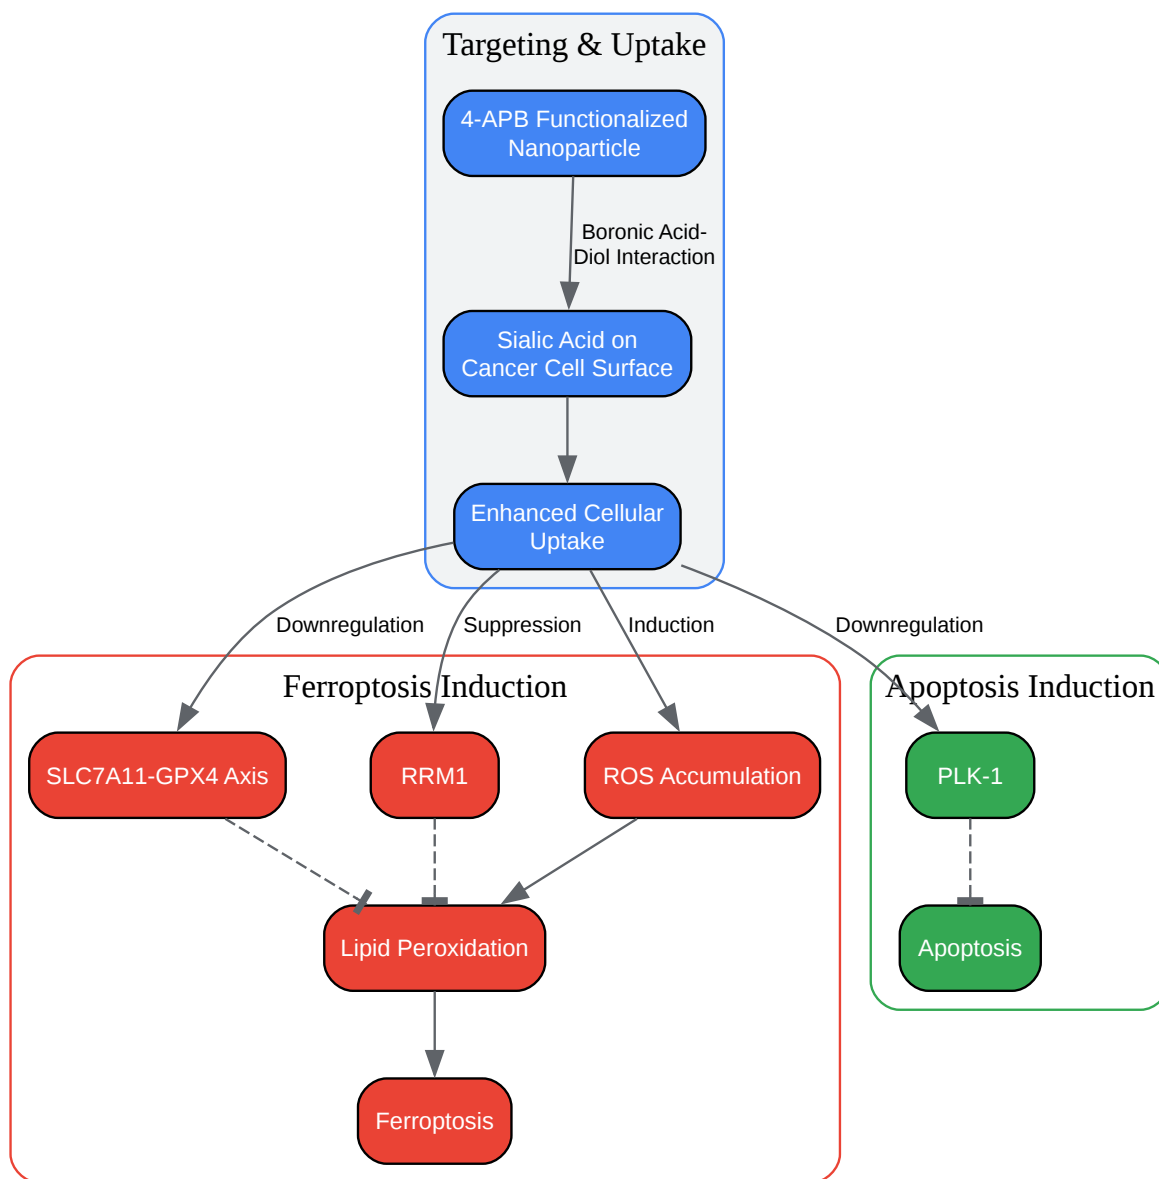 Targeting & Uptake
4-APB Functionalized
Nanoparticle
Boronic Acid-
Diol Interaction
Sialic Acid on
Cancer Cell Surface
Enhanced Cellular
Uptake
Downregulation
Suppression
Induction
Downregulation
Ferroptosis Induction
Apoptosis Induction
SLC7A11-GPX4 Axis
RRM1
ROS Accumulation
PLK-1
Lipid Peroxidation
Apoptosis
Ferroptosis